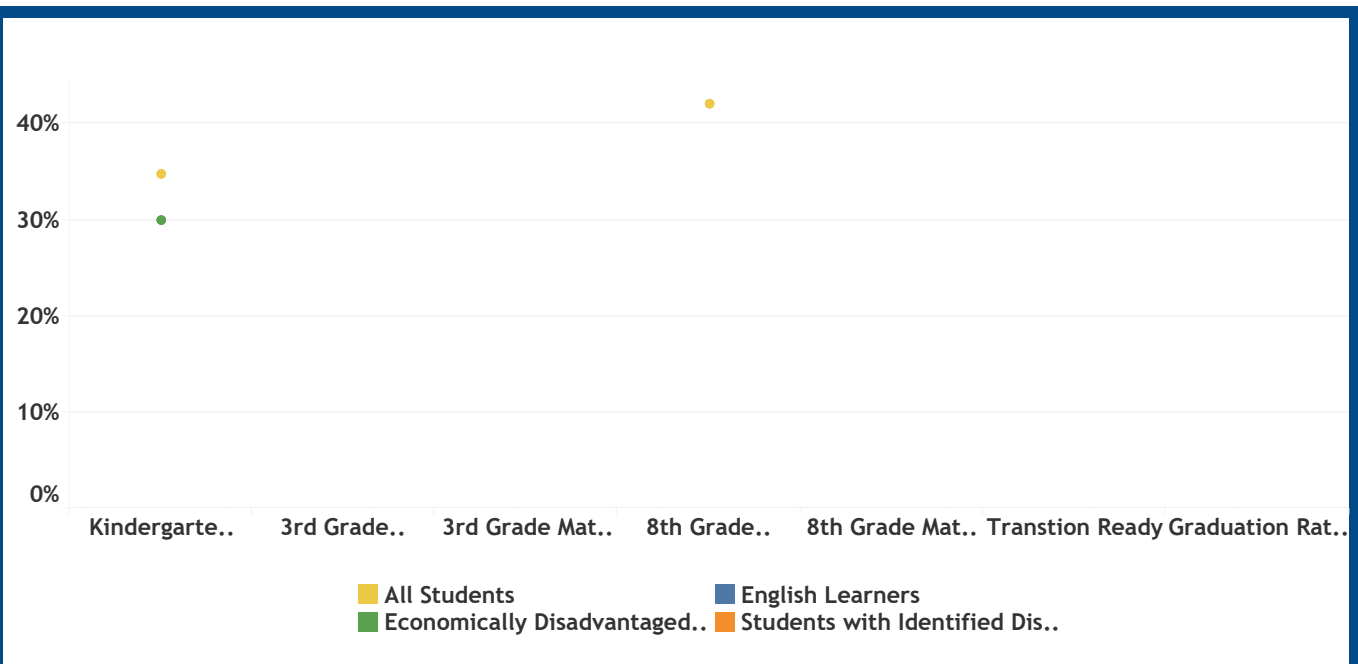 40%
30%
20%
10%
0%
Kindergarte.. 3rd Grade.. 3rd Grade Mat.. 8th Grade.. 8th Grade Mat.. Transtion Ready Graduation Rat..
All Students English Learners
Economically Disadvantaged.. Students with Identified Dis..